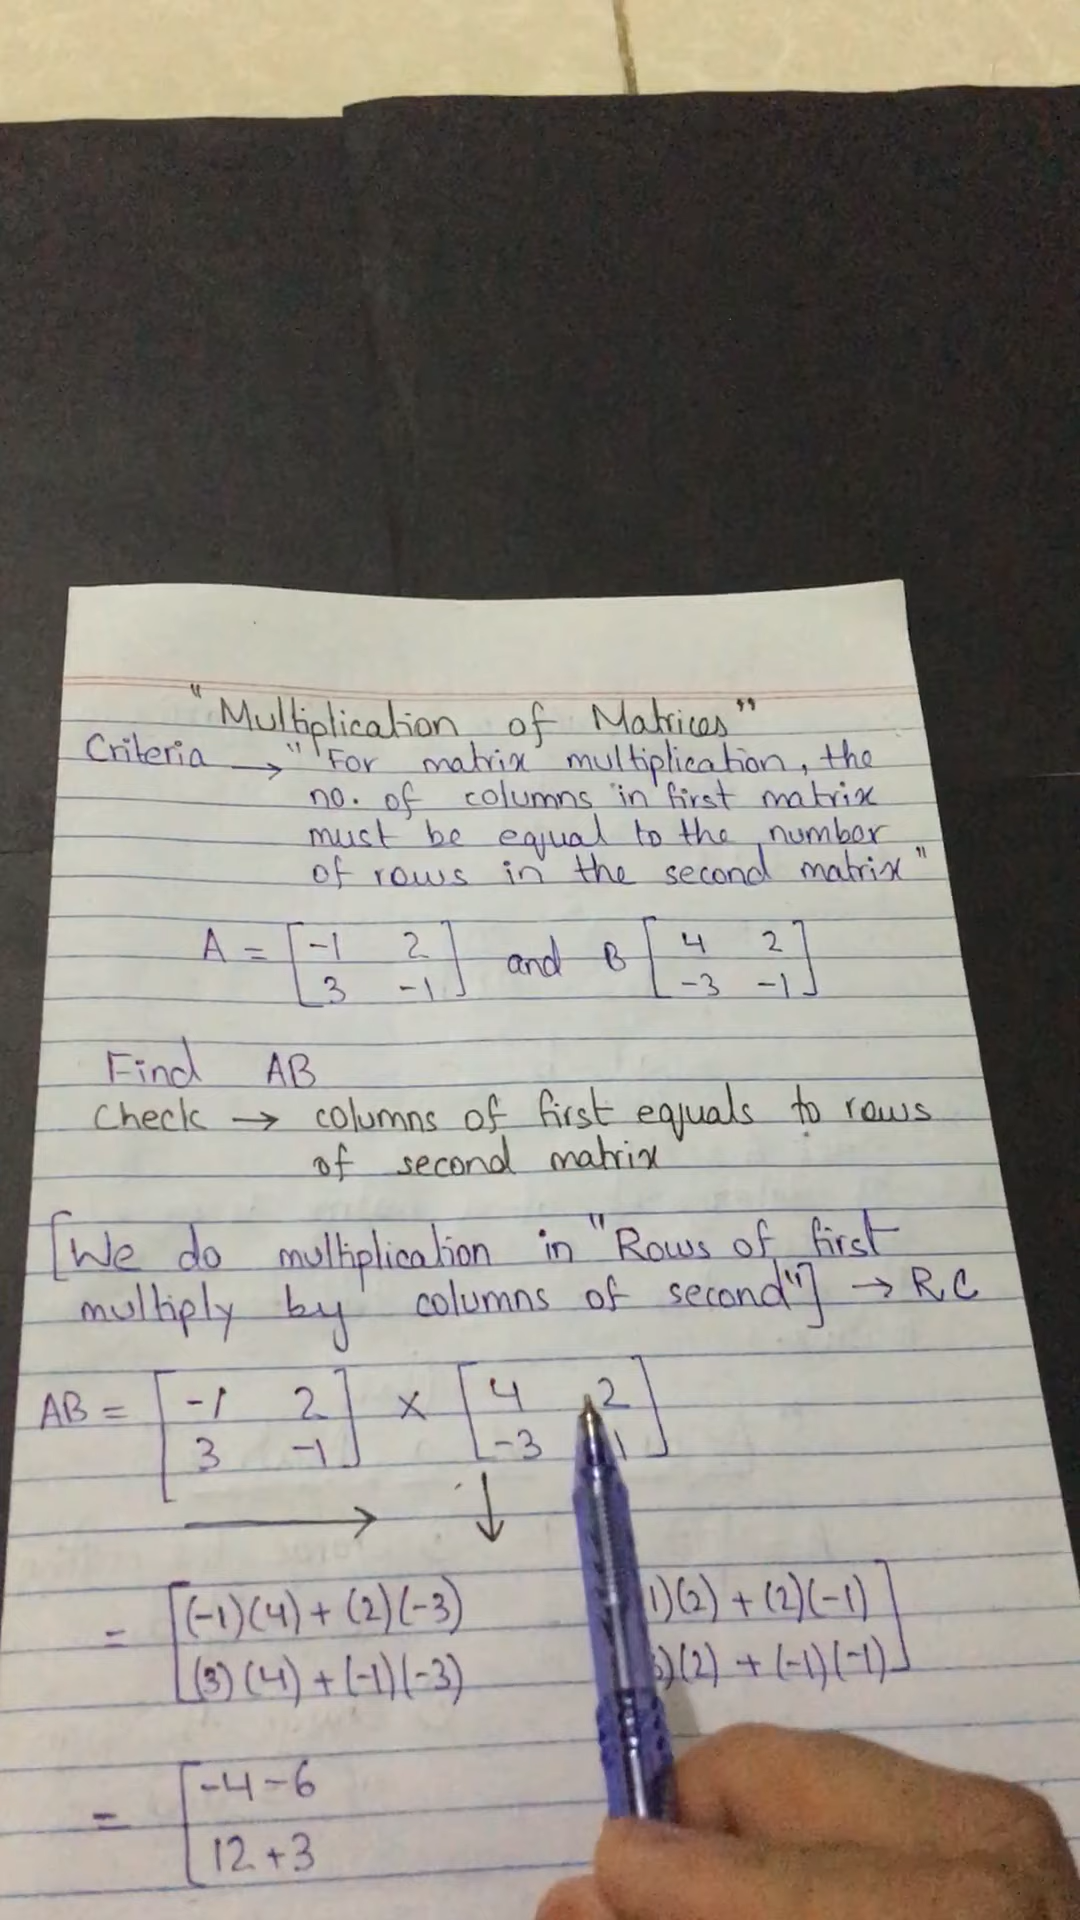 "Multiplication of Matrices"
Criteria → "For matrix multiplication, the
no. of columns in first matrix
must be equal to the number
of rows in the second matrix"
A = [-1 2 and B [4 2
3 -1] -3 -1]
Find AB
Check → columns of first equals to rows
of second matrix
[We do multiplication in "Rows of first
multiply by columns of second"] → RC
AB = [-1 2 × [4 2
3 -1] -3 1]
→ ↓
= [(-1)(4) + (2)(-3) 1)(2) + (2)(-1)
(3)(4) + (-1)(-3) )(2) + (-1)(-1)]
= [-4-6
12+3